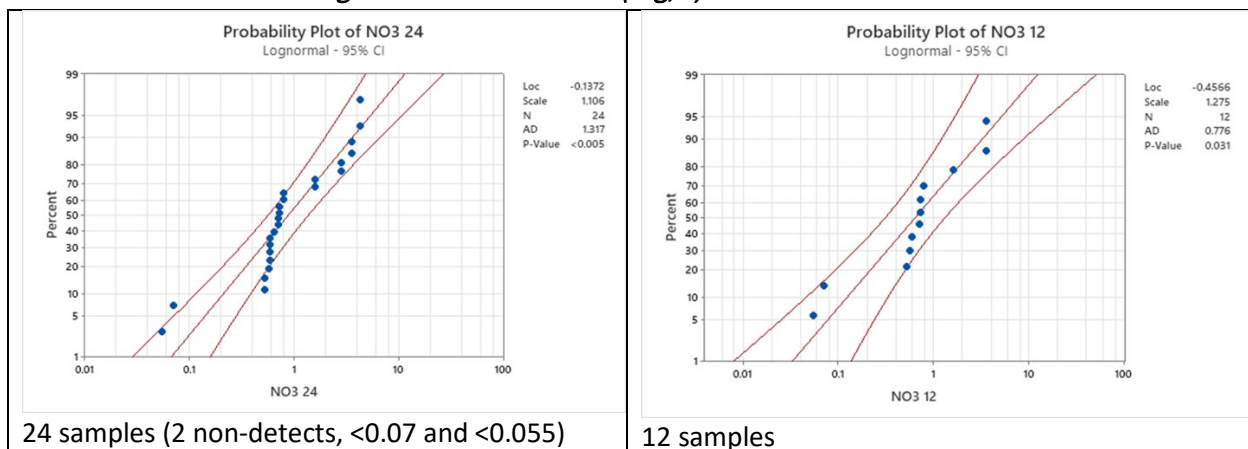 Probability Plot of NO3 24
Lognormal - 95% CI
Loc -0.1372
Scale 1.106
N 24
AD 1.317
P-Value <0.005
Percent
99
95
90
80
70
60
50
40
30
20
10
5
1
0.01 0.1 1 10 100
NO3 24
24 samples (2 non-detects, <0.07 and <0.055)
Probability Plot of NO3 12
Lognormal - 95% CI
Loc -0.4566
Scale 1.275
N 12
AD 0.776
P-Value 0.031
Percent
99
95
90
80
70
60
50
40
30
20
10
5
1
0.01 0.1 1 10 100
NO3 12
12 samples